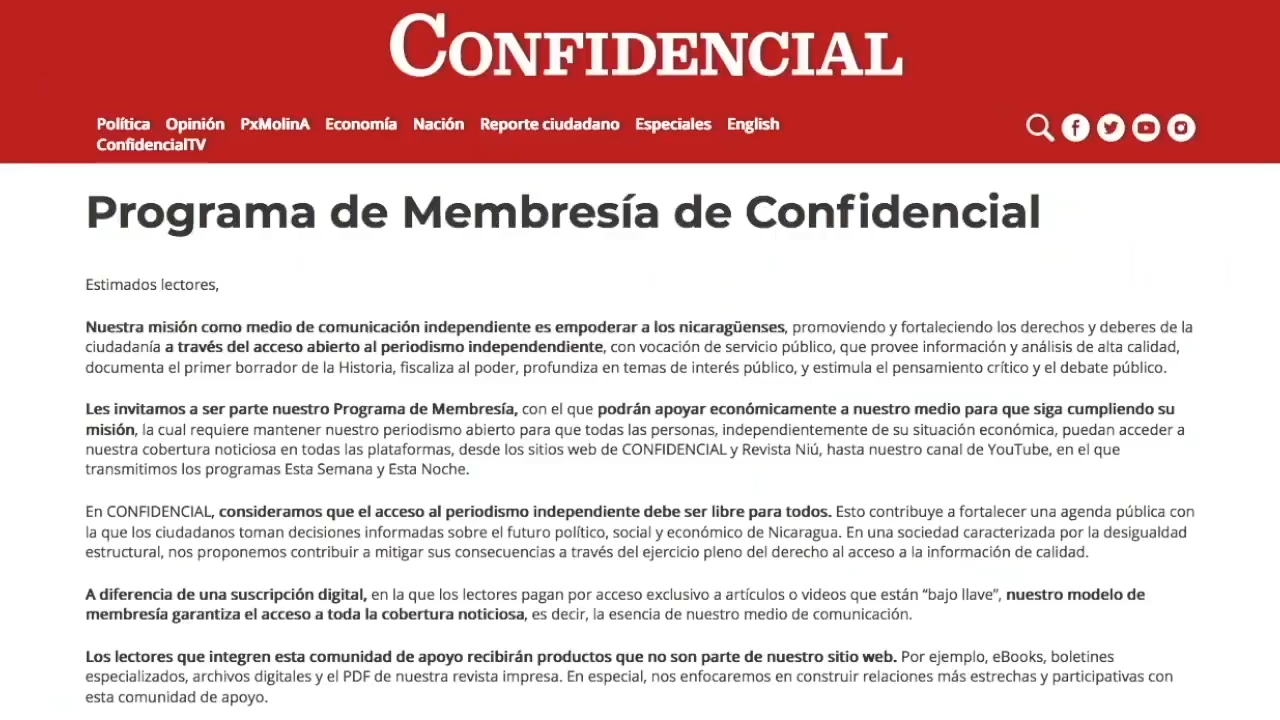 CONFIDENCIAL
Política Opinión PxMolinA Economía Nación Reporte ciudadano Especiales English
ConfidencialTV
Programa de Membresía de Confidencial
Estimados lectores,
Nuestra misión como medio de comunicación independiente es empoderar a los nicaragüenses, promoviendo y fortaleciendo los derechos y deberes de la
ciudadanía a través del acceso abierto al periodismo independendiente, con vocación de servicio público, que provee información y análisis de alta calidad,
documenta el primer borrador de la Historia, fiscaliza al poder, profundiza en temas de interés público, y estimula el pensamiento crítico y el debate público.
Les invitamos a ser parte nuestro Programa de Membresía, con el que podrán apoyar económicamente a nuestro medio para que siga cumpliendo su
misión, la cual requiere mantener nuestro periodismo abierto para que todas las personas, independientemente de su situación económica, puedan acceder a
nuestra cobertura noticiosa en todas las plataformas, desde los sitios web de CONFIDENCIAL y Revista Niú, hasta nuestro canal de YouTube, en el que
transmitimos los programas Esta Semana y Esta Noche.
En CONFIDENCIAL, consideramos que el acceso al periodismo independiente debe ser libre para todos. Esto contribuye a fortalecer una agenda pública con
la que los ciudadanos toman decisiones informadas sobre el futuro político, social y económico de Nicaragua. En una sociedad caracterizada por la desigualdad
estructural, nos proponemos contribuir a mitigar sus consecuencias a través del ejercicio pleno del derecho al acceso a la información de calidad.
A diferencia de una suscripción digital, en la que los lectores pagan por acceso exclusivo a artículos o videos que están “bajo llave”, nuestro modelo de
membresía garantiza el acceso a toda la cobertura noticiosa, es decir, la esencia de nuestro medio de comunicación.
Los lectores que integren esta comunidad de apoyo recibirán productos que no son parte de nuestro sitio web. Por ejemplo, eBooks, boletines
especializados, archivos digitales y el PDF de nuestra revista impresa. En especial, nos enfocaremos en construir relaciones más estrechas y participativas con
esta comunidad de apoyo.